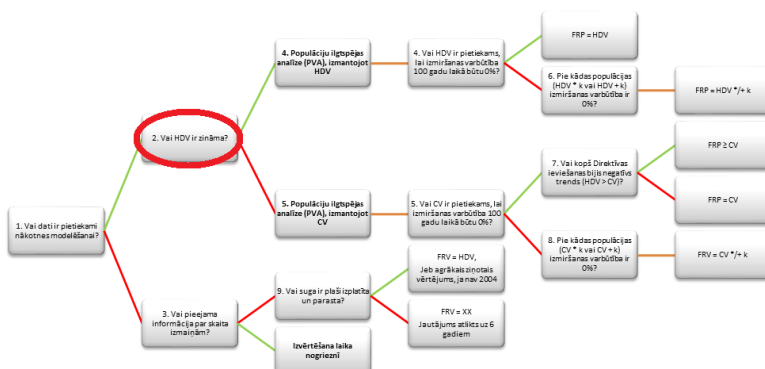 4. Populāciju ilgtspējas
analīze (PVA), izmantojot
HDV
4. Vai HDV ir pietiekams,
lai izmiršanas varbūtība
100 gadu laikā būtu 0%?
FRP = HDV
6. Pie kādas populācijas
(HDV * k vai HDV + k)
izmiršanas varbūtība ir
0%?
FRP = HDV */+ k
2. Vai HDV ir zināma?
7. Vai kopš Direktīvas
ieviešanas bijis negatīvs
trends (HDV > CV)?
FRP ≥ CV
FRP = CV
5. Populāciju ilgtspējas
analīze (PVA), izmantojot
CV
5. Vai CV ir pietiekams, lai
izmiršanas varbūtība 100
gadu laikā būtu 0%?
8. Pie kādas populācijas
(CV * k vai CV + k)
izmiršanas varbūtība ir
0%?
FRV = CV */+ k
1. Vai dati ir pietiekami
nākotnes modelēšanai?
3. Vai pieejama
informācija par skaita
izmaiņām?
9. Vai suga ir plaši izplatīta
un parasta?
FRV = HDV,
Jeb agrākais ziņotais
vērtējums, ja nav 2004
FRV = XX
Jautājums atlikts uz 6
gadiem
Izvērtēšana laika
nogrieznī